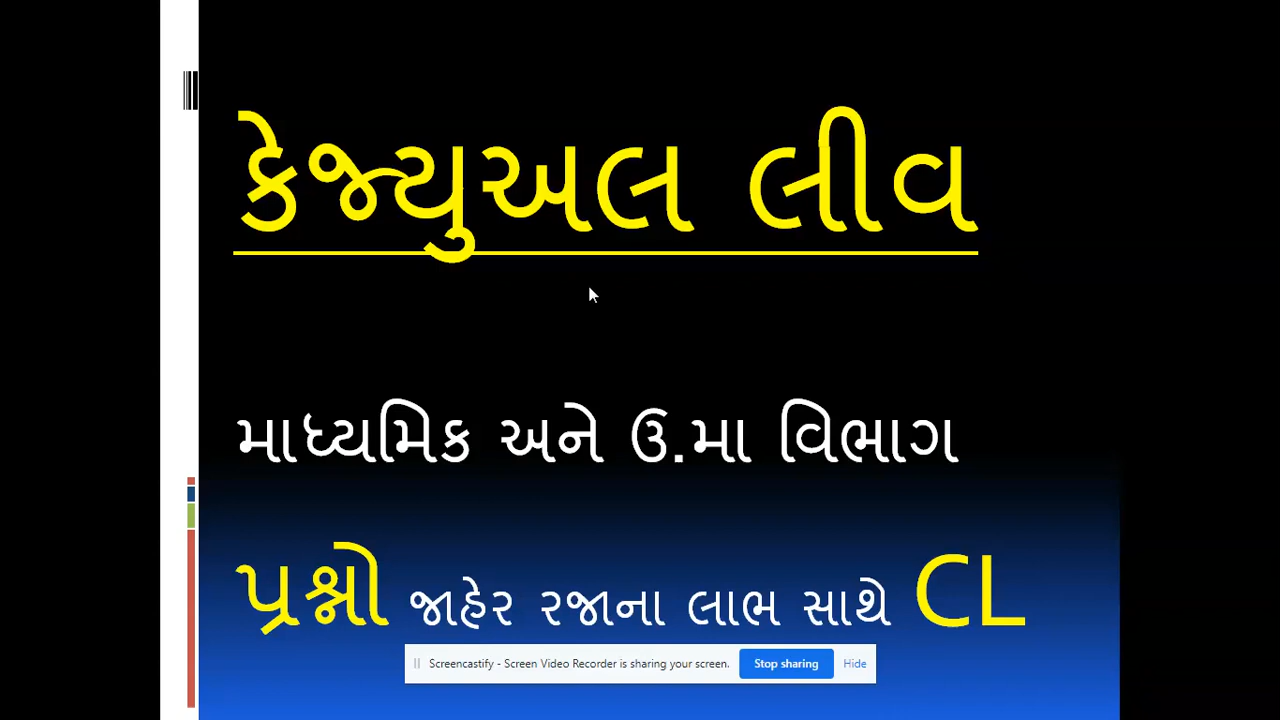 કેજ્યુઅલ લીવ
માધ્યમિક અને ઉ.મા વિભાગ
પ્રશ્નો જાહેર રજાના લાભ સાથે CL
Screencastify - Screen Video Recorder is sharing your screen. Stop sharing Hide